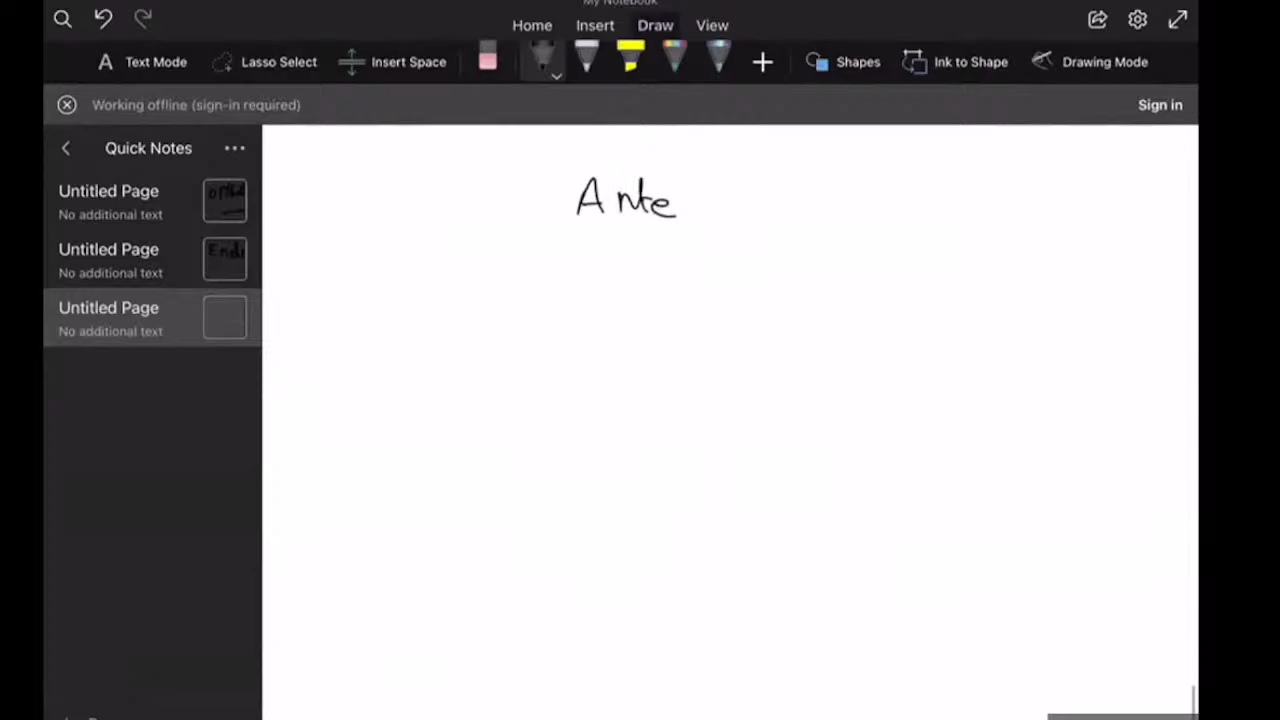 My Notebook
Home Insert Draw View
Text Mode Lasso Select Insert Space Shapes Ink to Shape Drawing Mode
Working offline (sign-in required) Sign in
Quick Notes
Untitled Page
No additional text
Untitled Page
No additional text
Untitled Page
No additional text
Ante